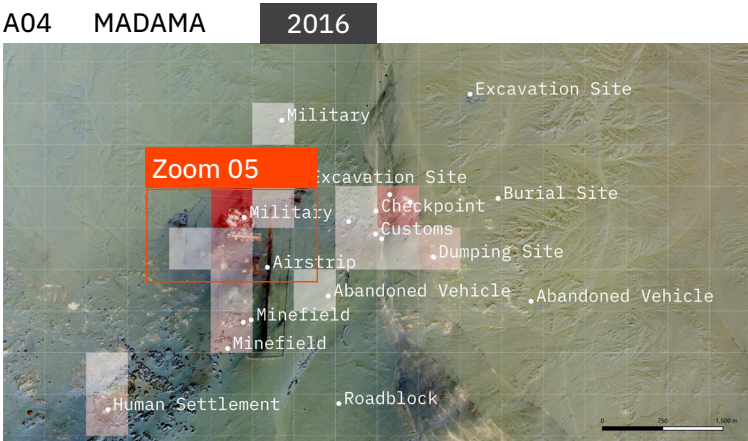 A04 MADAMA 2016
Excavation Site
Military
Zoom 05
Excavation Site
Burial Site
Checkpoint
Military
Customs
Dumping Site
Airstrip
Abandoned Vehicle
Abandoned Vehicle
Minefield
Minefield
Roadblock
Human Settlement
0 750 1,500 m